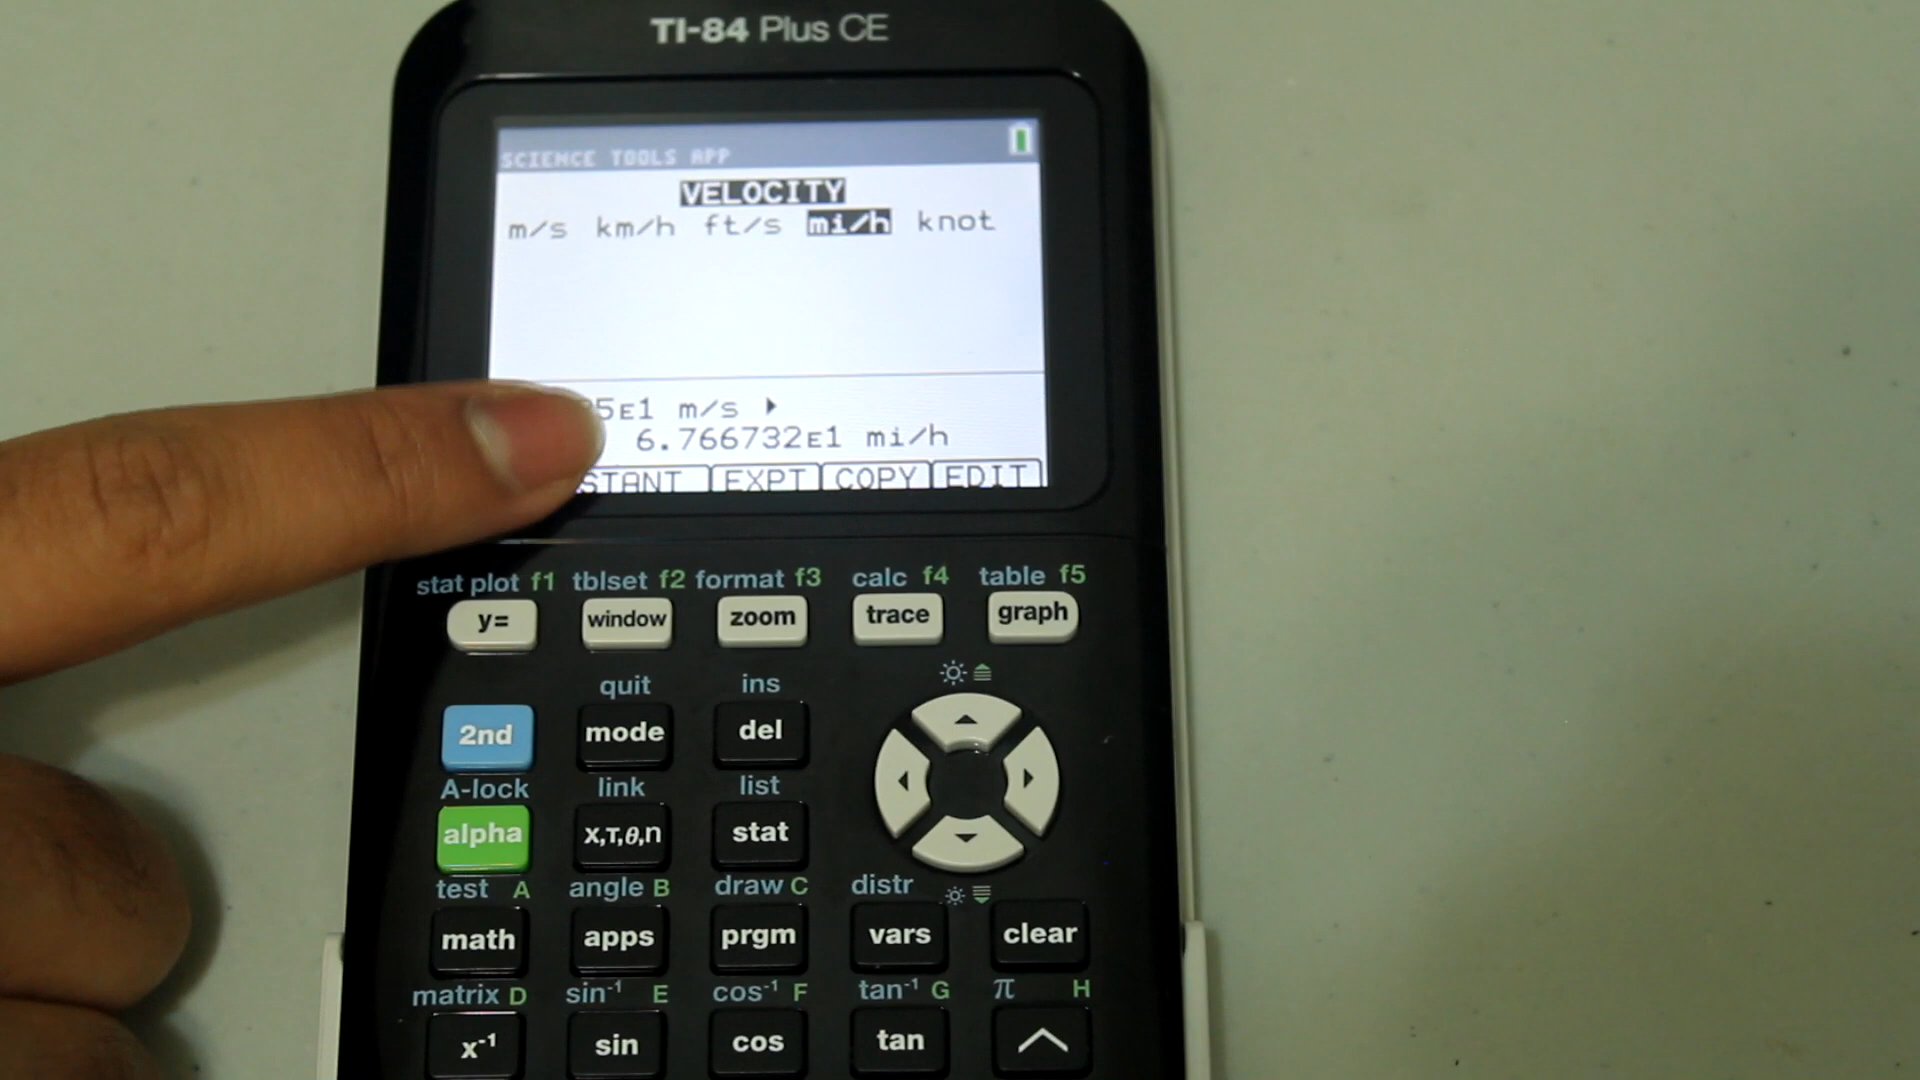 TI-84 Plus CE
SCIENCE TOOLS APP
VELOCITY
m/s km/h ft/s mi/h knot
5E1 m/s
6.766732E1 mi/h
STANT EXPT COPY EDIT
stat plot f1 tblset f2 format f3 calc f4 table f5
y= window zoom trace graph
quit ins
2nd mode del
A-lock link list
alpha X,T,θ,n stat
test A angle B draw C distr
math apps prgm vars clear
matrix D sin⁻¹ E cos⁻¹ F tan⁻¹ G π H
x⁻¹ sin cos tan ^